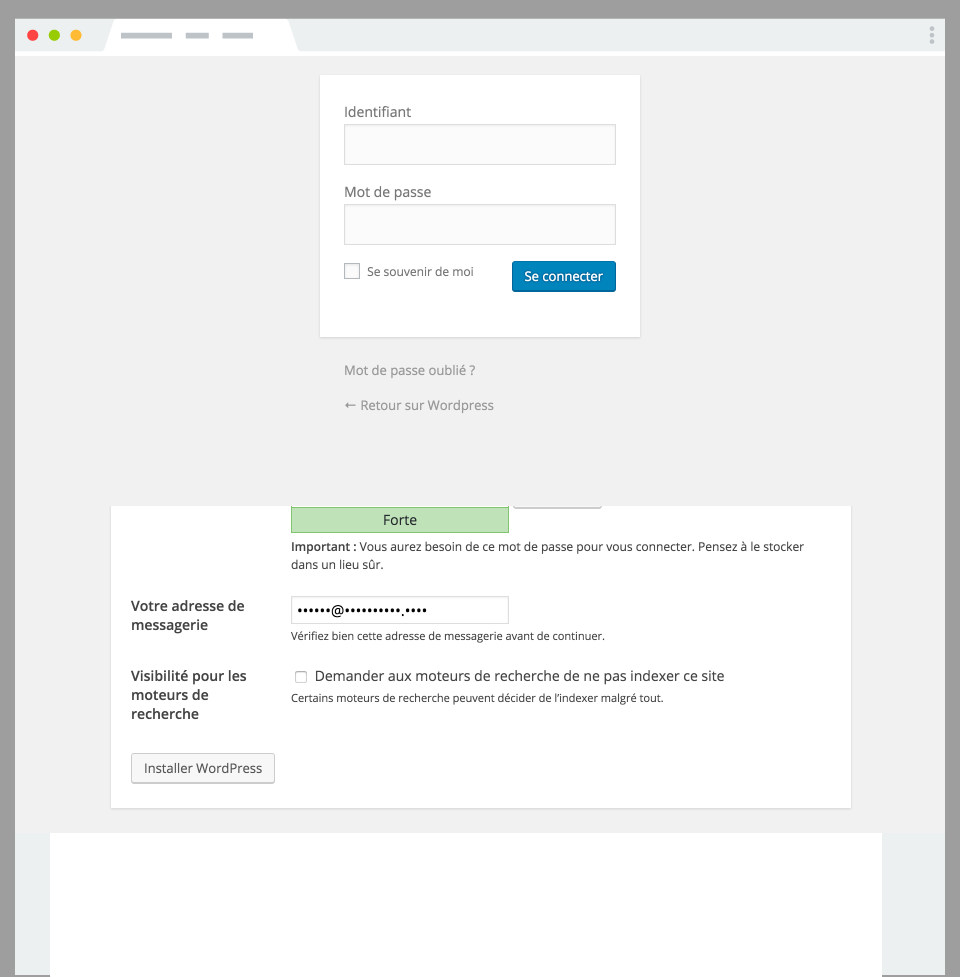 Identifiant
Mot de passe
Se souvenir de moi
Se connecter
Mot de passe oublié ?
← Retour sur Wordpress
Forte
Important : Vous aurez besoin de ce mot de passe pour vous connecter. Pensez à le stocker
dans un lieu sûr.
Votre adresse de
messagerie
••••••@••••••••••.••••
Vérifiez bien cette adresse de messagerie avant de continuer.
Visibilité pour les
moteurs de
recherche
Demander aux moteurs de recherche de ne pas indexer ce site
Certains moteurs de recherche peuvent décider de l’indexer malgré tout.
Installer WordPress